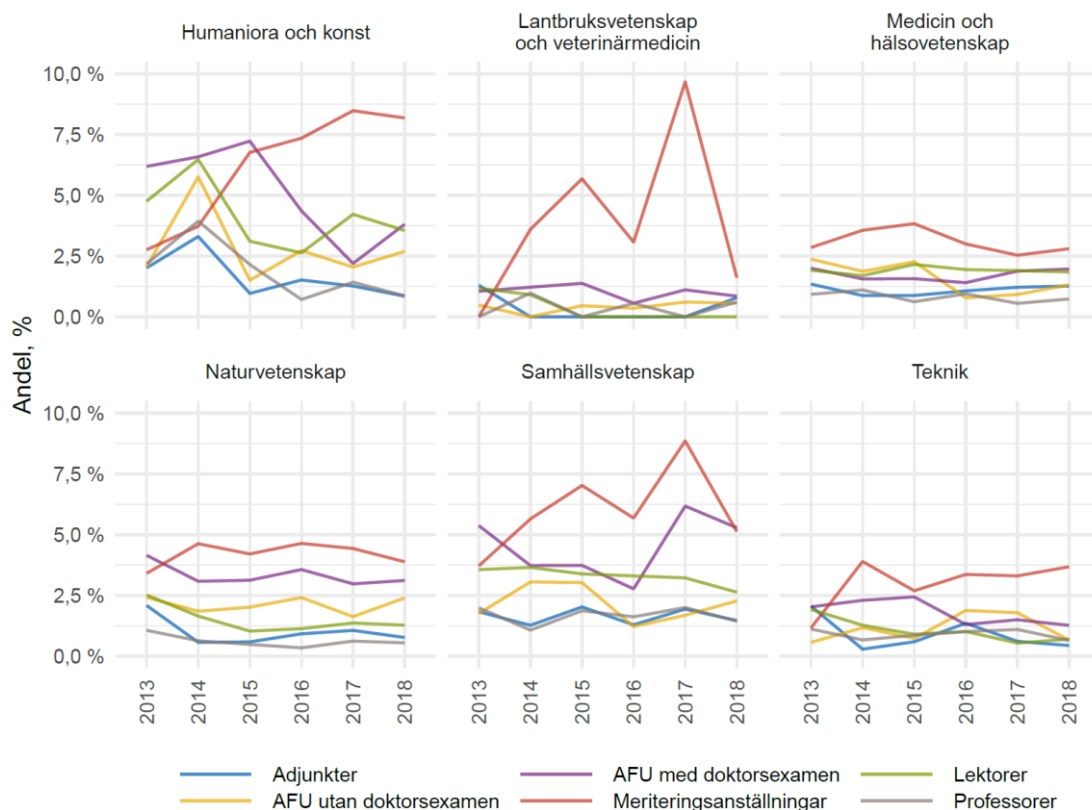 Humaniora och konst
Lantbruksvetenskap
och veterinärmedicin
Medicin och
hälsovetenskap
10,0 %
7,5 %
5,0 %
2,5 %
0,0 %
Andel, %
Naturvetenskap
Samhällsvetenskap
Teknik
10,0 %
7,5 %
5,0 %
2,5 %
0,0 %
2013 2014 2015 2016 2017 2018
2013 2014 2015 2016 2017 2018
2013 2014 2015 2016 2017 2018
Adjunkter AFU med doktorsexamen Lektorer
AFU utan doktorsexamen Meriteringsanställningar Professorer